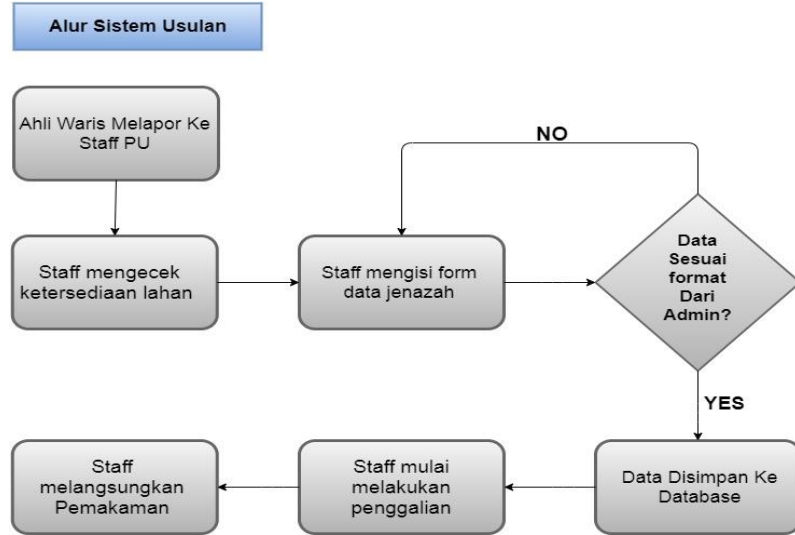 Alur Sistem Usulan
Ahli Waris Melapor Ke
Staff PU
NO
Staff mengecek
ketersediaan lahan
Staff mengisi form
data jenazah
Data
Sesuai
format
Dari
Admin?
YES
Data Disimpan Ke
Database
Staff mulai
melakukan
penggalian
Staff
melangsungkan
Pemakaman